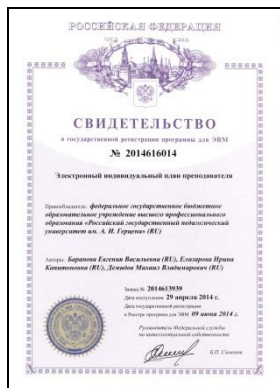 РОССИЙСКАЯ ФЕДЕРАЦИЯ
СВИДЕТЕЛЬСТВО
о государственной регистрации программы для ЭВМ
№ 2014616014
Электронный индивидуальный план преподавателя
Правообладатель: федеральное государственное бюджетное
образовательное учреждение высшего профессионального
образования «Российский государственный педагогический
университет им. А. И. Герцена» (RU)
Авторы: Баранова Евгения Васильевна (RU), Елизарова Ирина
Капитоновна (RU), Демидов Михаил Владимирович (RU)
Заявка № 2014613939
Дата поступления 29 апреля 2014 г.
Дата государственной регистрации
в Реестре программ для ЭВМ 09 июня 2014 г.
Руководитель Федеральной службы
по интеллектуальной собственности
Б.П. Симонов